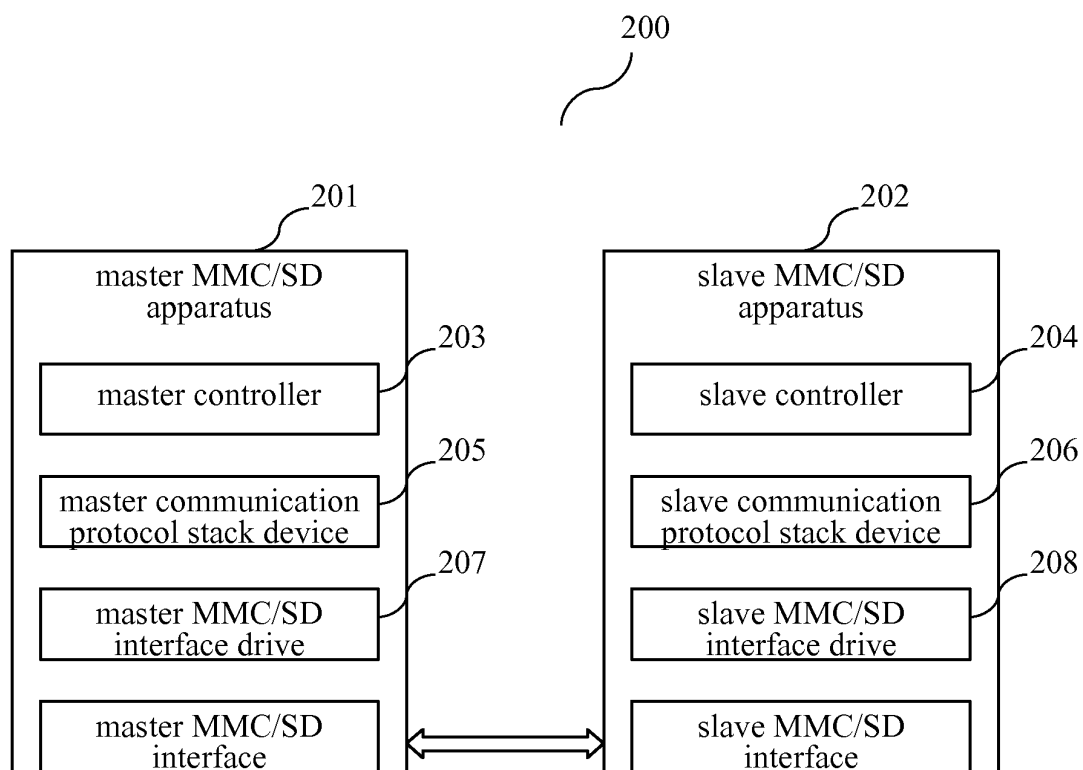 200
201
202
master MMC/SD
apparatus
slave MMC/SD
apparatus
203
204
master controller
slave controller
205
206
master communication
protocol stack device
slave communication
protocol stack device
207
208
master MMC/SD
interface drive
slave MMC/SD
interface drive
master MMC/SD
interface
slave MMC/SD
interface